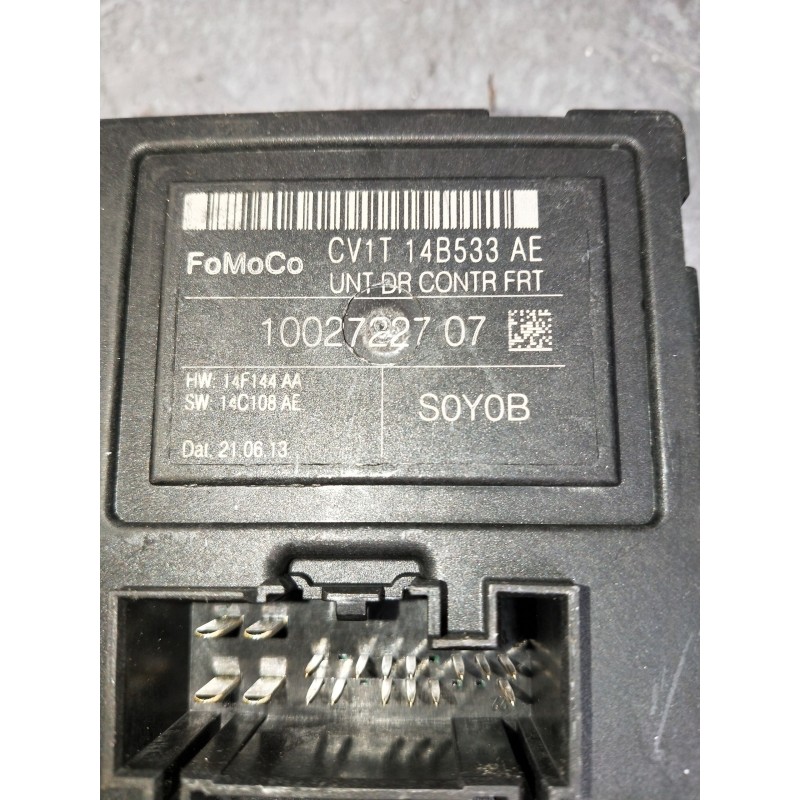 FoMoCo CV1T 14B533 AE
UNT DR CONTR FRT
10027227 07
HW: 14F144 AA
SW: 14C108 AE
S0Y0B
Dat. 21.06.13